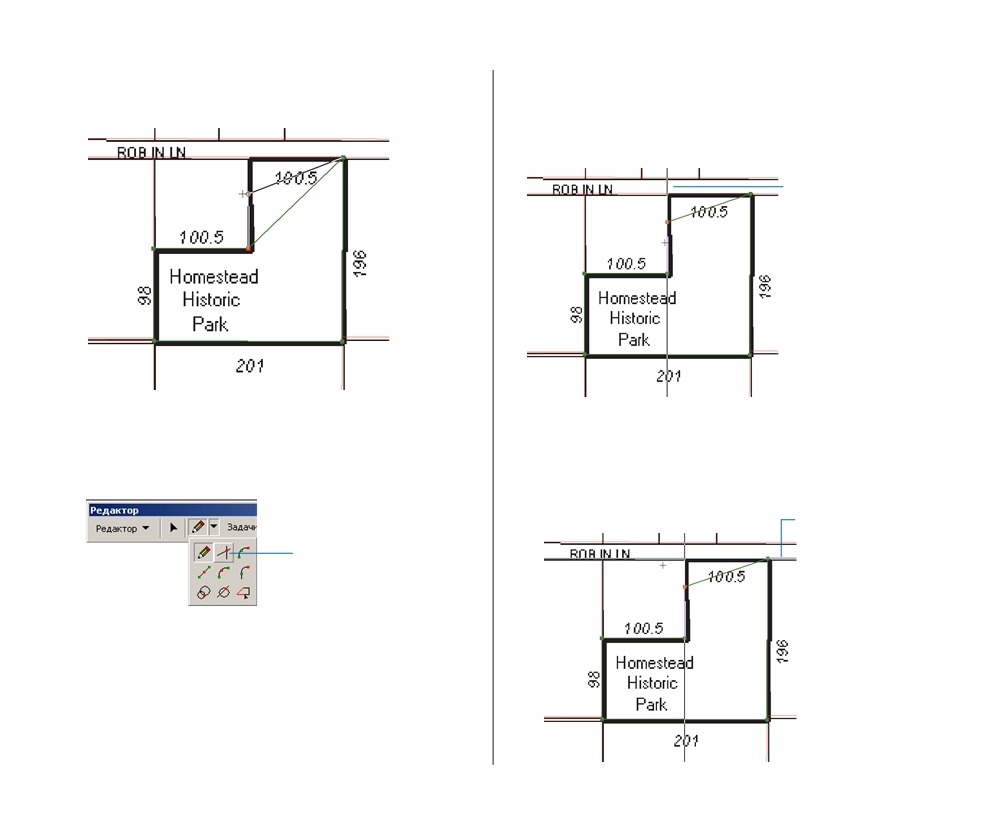 ROBIN LN
100.5
100.5
Homestead
Historic
Park
98
196
201
Редактор
Редактор
Задачи
ROBIN LN
100.5
100.5
Homestead
Historic
Park
98
196
201
ROBIN LN
100.5
100.5
Homestead
Historic
Park
98
196
201